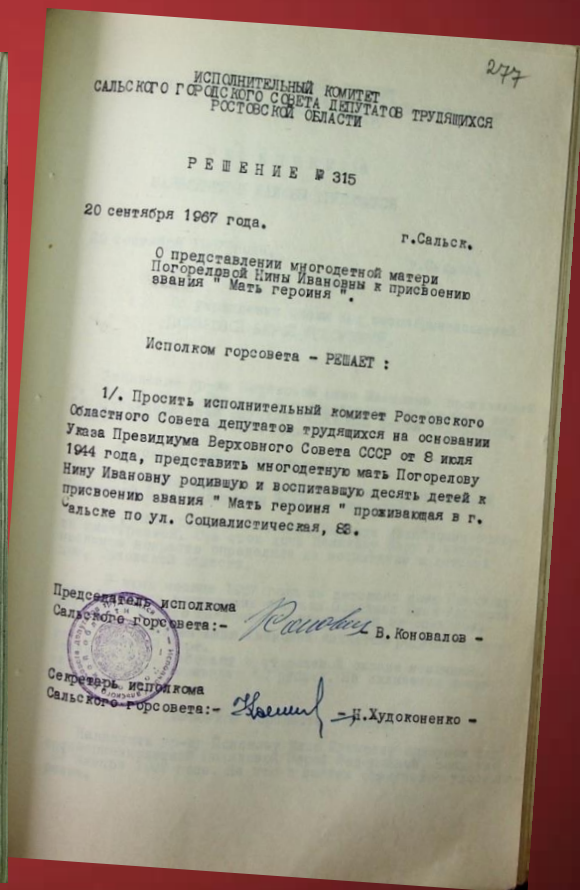 277
ИСПОЛНИТЕЛЬНЫЙ КОМИТЕТ
САЛЬСКОГО ГОРОДСКОГО СОВЕТА ДЕПУТАТОВ ТРУДЯЩИХСЯ
РОСТОВСКОЙ ОБЛАСТИ
РЕШЕНИЕ № 315
20 сентября 1967 года.
г.Сальск.
О представлении многодетной матери
Погореловой Нины Ивановны к присвоению
звания " Мать героиня ".
Исполком горсовета - РЕШАЕТ :
1/. Просить исполнительный комитет Ростовского
Областного Совета депутатов трудящихся на основании
Указа Президиума Верховного Совета СССР от 8 июля
1944 года, представить многодетную мать Погорелову
Нину Ивановну родившую и воспитавшую десять детей к
присвоению звания " Мать героиня " проживающая в г.
Сальске по ул. Социалистическая, 83.
Председатель исполкома
Сальского горсовета:-
В.Коновалов -
Секретарь исполкома
Сальского горсовета:-
- Н.Худоконенко -